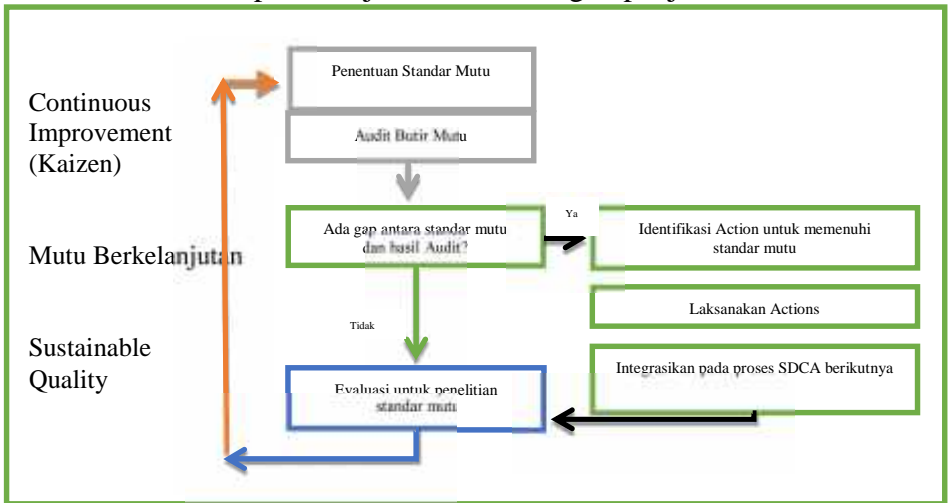 Penentuan Standar Mutu
Audit Butir Mutu
Continuous
Improvement
(Kaizen)
Ada gap antara standar mutu
dan hasil Audit?
Ya
Identifikasi Action untuk memenuhi
standar mutu
Mutu Berkelanjutan
Laksanakan Actions
Tidak
Sustainable
Quality
Integrasikan pada proses SDCA berikutnya
Evaluasi untuk penelitian
standar mutu